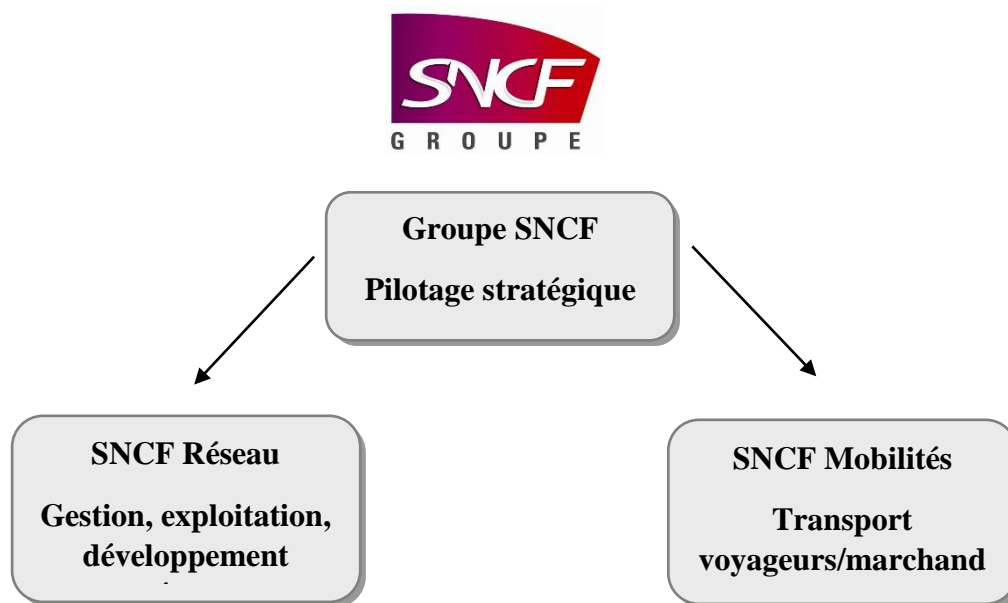 SNCF
GROUPE
Groupe SNCF
Pilotage stratégique
SNCF Réseau
Gestion, exploitation,
développement
SNCF Mobilités
Transport
voyageurs/marchand